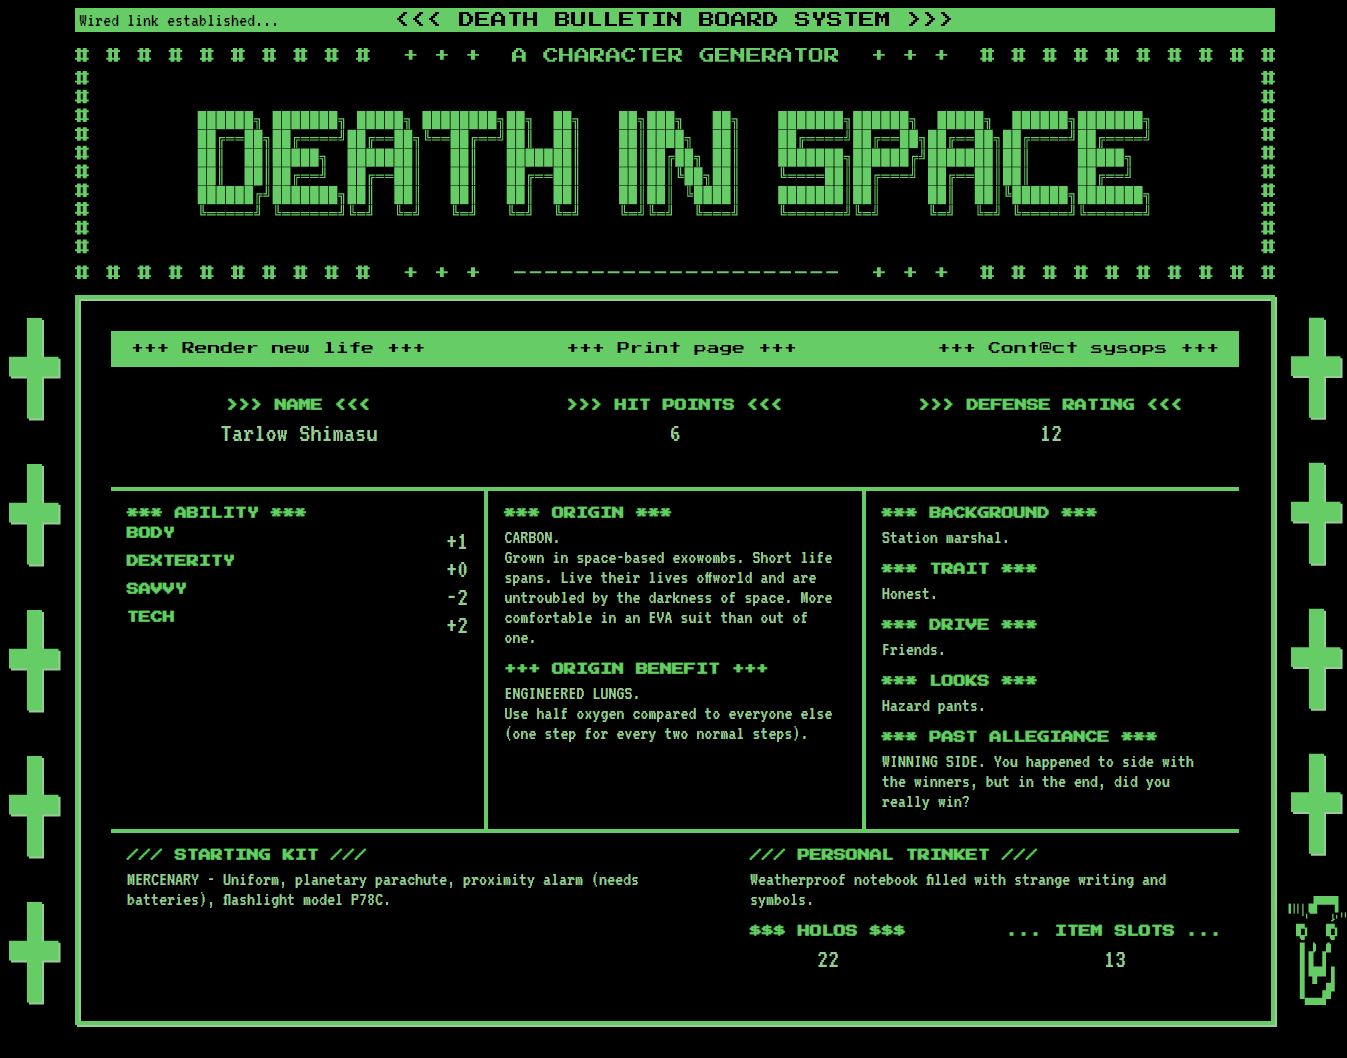 Wired link established...
<<< DEATH BULLETIN BOARD SYSTEM >>>
# # # # # # # # # # + + + A CHARACTER GENERATOR + + + # # # # # # # # # #
DEATH IN SPACE
# # # # # # # # # # + + + --------------------- + + + # # # # # # # # # #
+++ Render new life +++
+++ Print page +++
+++ Cont@ct sysops +++
>>> NAME <<<
Tarlow Shimasu
>>> HIT POINTS <<<
6
>>> DEFENSE RATING <<<
12
*** ABILITY ***
BODY +1
DEXTERITY +0
SAVVY -2
TECH +2
*** ORIGIN ***
CARBON.
Grown in space-based exowombs. Short life
spans. Live their lives offworld and are
untroubled by the darkness of space. More
comfortable in an EVA suit than out of
one.
+++ ORIGIN BENEFIT +++
ENGINEERED LUNGS.
Use half oxygen compared to everyone else
(one step for every two normal steps).
*** BACKGROUND ***
Station marshal.
*** TRAIT ***
Honest.
*** DRIVE ***
Friends.
*** LOOKS ***
Hazard pants.
*** PAST ALLEGIANCE ***
WINNING SIDE. You happened to side with
the winners, but in the end, did you
really win?
/// STARTING KIT ///
MERCENARY - Uniform, planetary parachute, proximity alarm (needs
batteries), flashlight model P78C.
/// PERSONAL TRINKET ///
Weatherproof notebook filled with strange writing and
symbols.
$$$ HOLOS $$$
22
... ITEM SLOTS ...
13